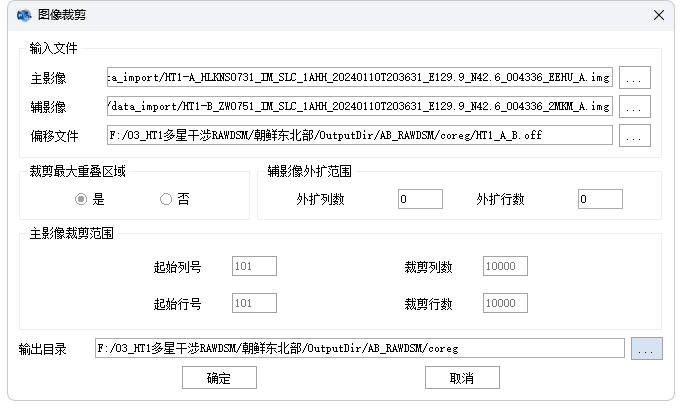 图像裁剪
输入文件
主影像 ta_import/HT1-A_HLKNS0731_IM_SLC_1AHH_20240110T203631_E129.9_N42.6_004336_EEHU_A.img ...
辅影像 /data_import/HT1-B_ZW0751_IM_SLC_1AHH_20240110T203631_E129.9_N42.6_004336_2MKM_A.img ...
偏移文件 F:/03_HT1多星干涉RAWDSM/朝鲜东北部/OutputDir/AB_RAWDSM/coreg/HT1_A_B.off ...
裁剪最大重叠区域 辅影像外扩范围
是 否 外扩列数 0 外扩行数 0
主影像裁剪范围
起始列号 101 裁剪列数 10000
起始行号 101 裁剪行数 10000
输出目录 F:/03_HT1多星干涉RAWDSM/朝鲜东北部/OutputDir/AB_RAWDSM/coreg ...
确定 取消